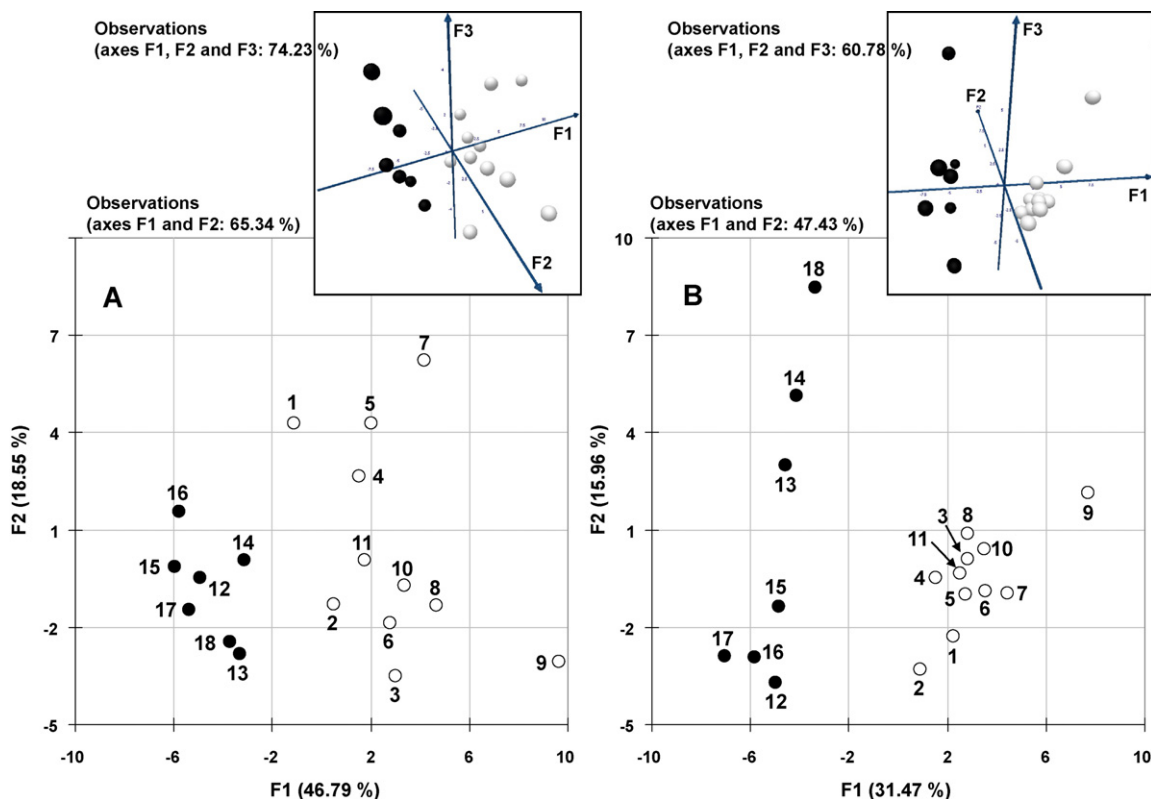 Observations
(axes F1, F2 and F3: 74.23 %)
F3
F1
F2
Observations
(axes F1 and F2: 65.34 %)
A
7
4
1
-2
-5
-10
-6
-2
2
6
10
F2 (18.55 %)
F1 (46.79 %)
7
1
5
4
16
14
11
15
12
10
8
17
2
6
18
13
3
9
Observations
(axes F1, F2 and F3: 60.78 %)
F3
F2
F1
Observations
(axes F1 and F2: 47.43 %)
B
10
7
4
1
-2
-5
-10
-6
-2
2
6
10
F2 (15.96 %)
F1 (31.47 %)
18
14
13
9
3
8
11
10
4
5
6
7
15
17
16
1
12
2